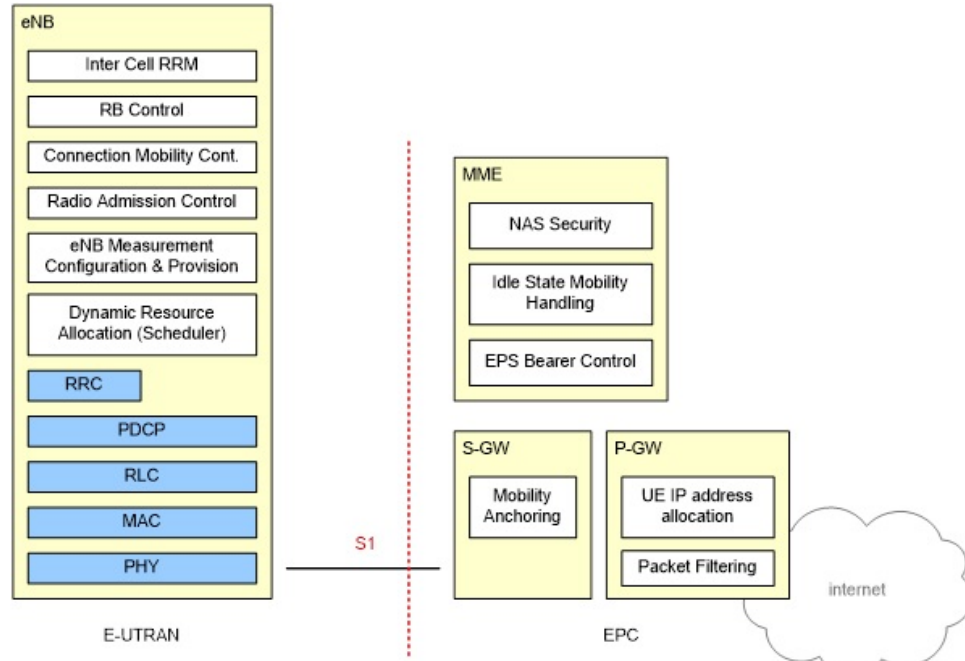 eNB
Inter Cell RRM
RB Control
Connection Mobility Cont.
Radio Admission Control
eNB Measurement
Configuration & Provision
Dynamic Resource
Allocation (Scheduler)
RRC
PDCP
RLC
MAC
PHY
S1
MME
NAS Security
Idle State Mobility
Handling
EPS Bearer Control
S-GW
Mobility
Anchoring
P-GW
UE IP address
allocation
Packet Filtering
internet
E-UTRAN
EPC